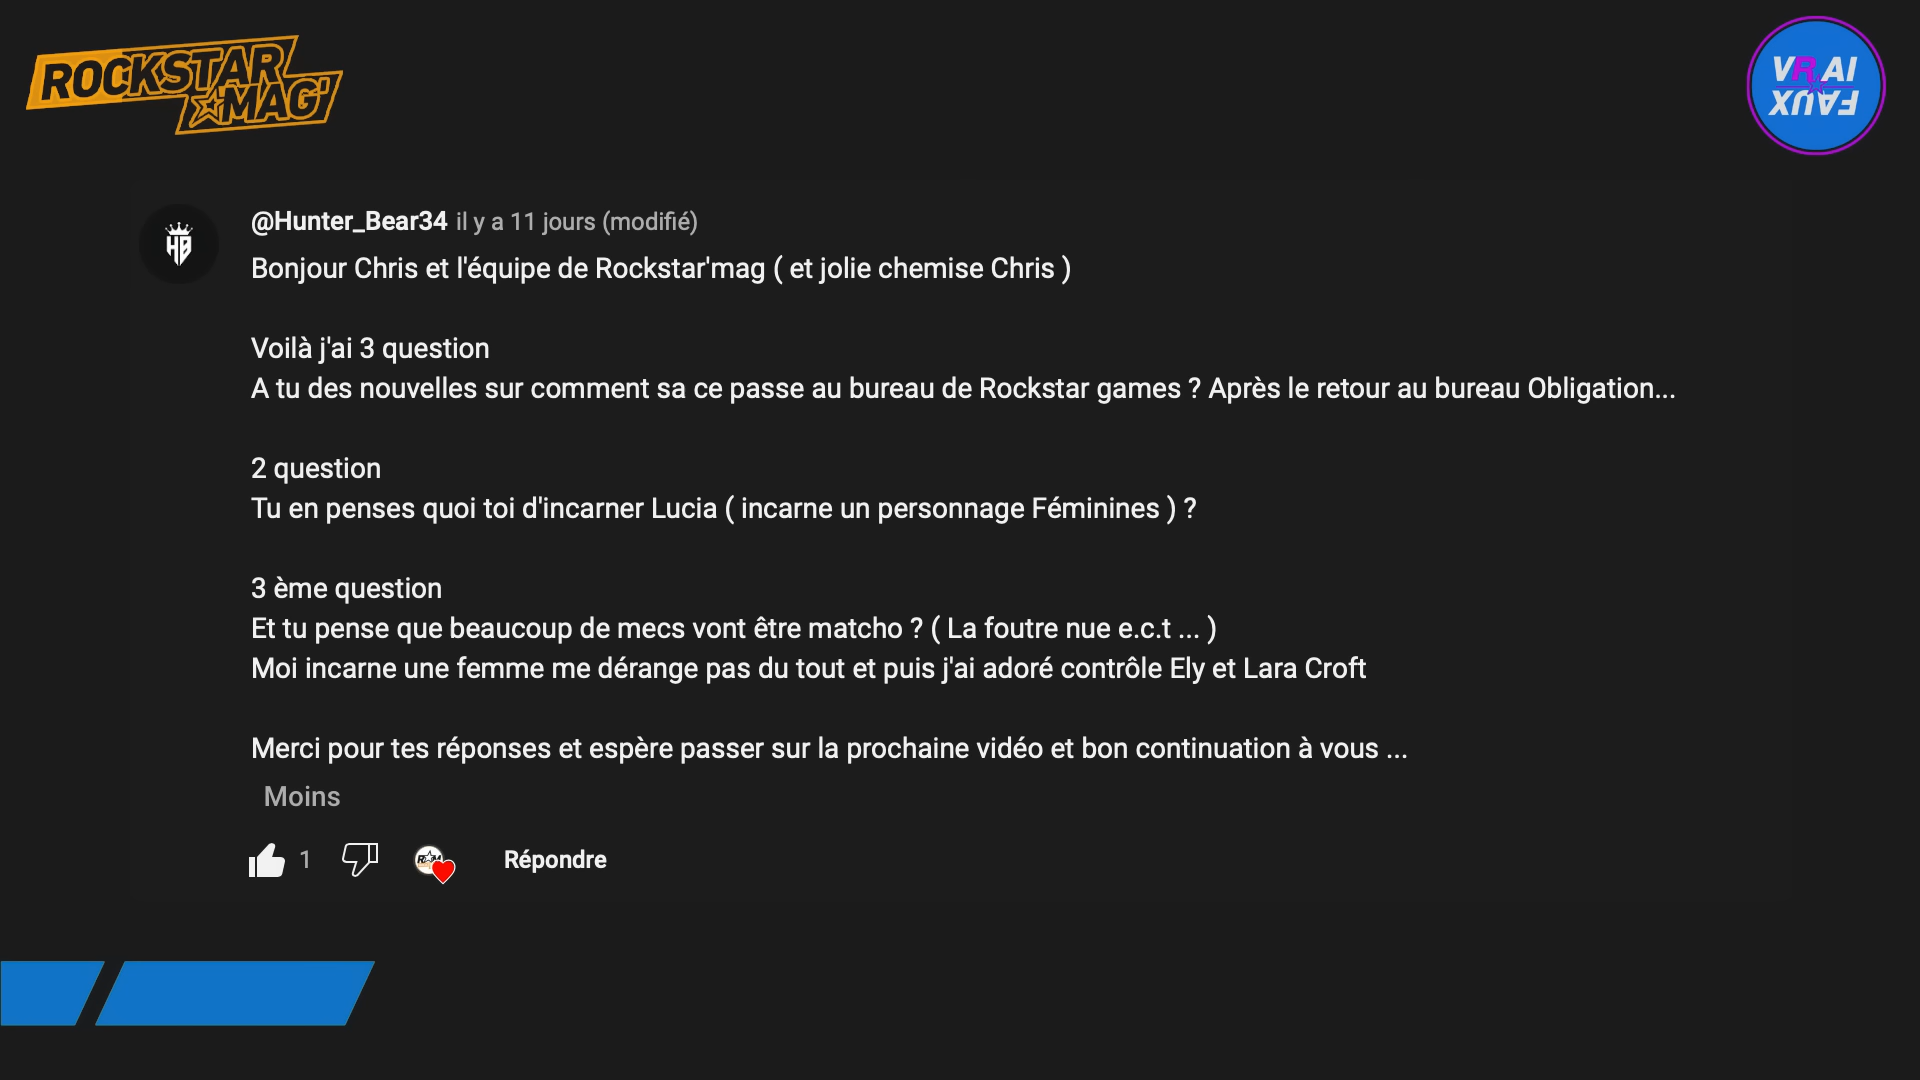 ROCKSTAR
MAG'
VRAI
FAUX
HB
@Hunter_Bear34 il y a 11 jours (modifié)
Bonjour Chris et l'équipe de Rockstar'mag ( et jolie chemise Chris )
Voilà j'ai 3 question
A tu des nouvelles sur comment sa ce passe au bureau de Rockstar games ? Après le retour au bureau Obligation...
2 question
Tu en penses quoi toi d'incarner Lucia ( incarne un personnage Féminines ) ?
3 ème question
Et tu pense que beaucoup de mecs vont être matcho ? ( La foutre nue e.c.t ... )
Moi incarne une femme me dérange pas du tout et puis j'ai adoré contrôle Ely et Lara Croft
Merci pour tes réponses et espère passer sur la prochaine vidéo et bon continuation à vous ...
Moins
1
Répondre